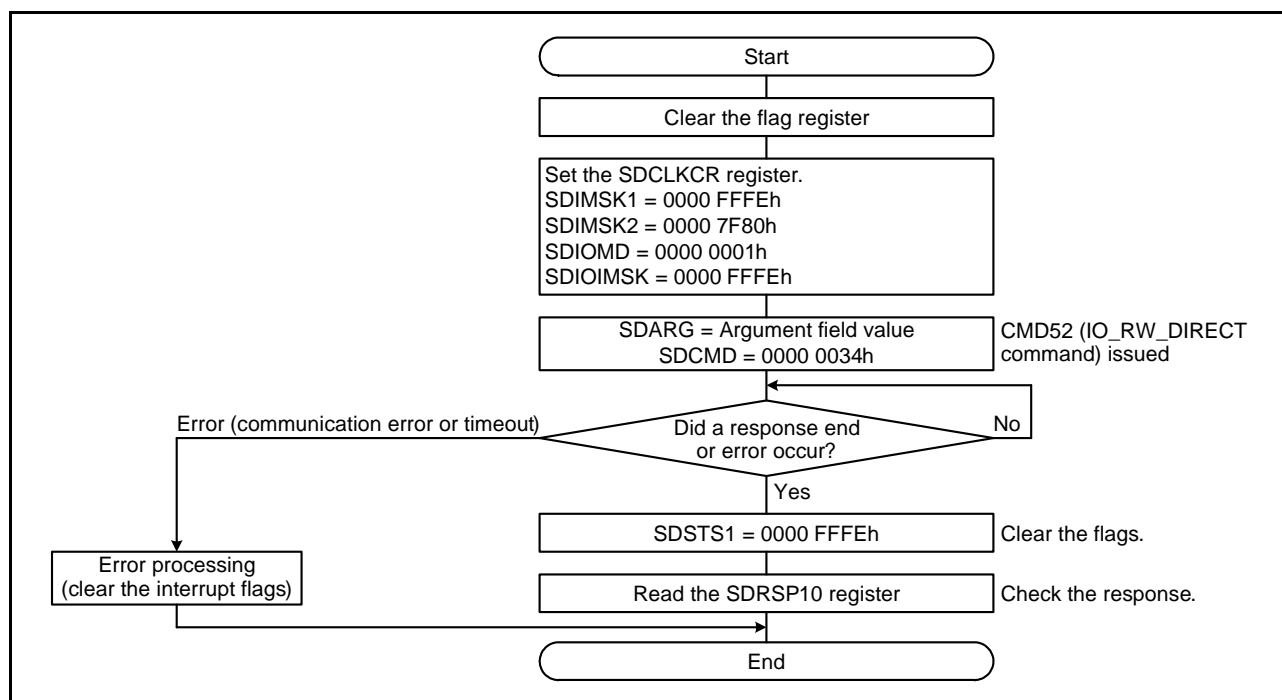 Start
Clear the flag register
Set the SDCLKCR register.
SDIMSK1 = 0000 FFFEh
SDIMSK2 = 0000 7F80h
SDIOMD = 0000 0001h
SDIOIMSK = 0000 FFFEh
SDARG = Argument field value
SDCMD = 0000 0034h
CMD52 (IO_RW_DIRECT
command) issued
Error (communication error or timeout)
Did a response end
or error occur?
No
Yes
SDSTS1 = 0000 FFFEh
Clear the flags.
Error processing
(clear the interrupt flags)
Read the SDRSP10 register
Check the response.
End